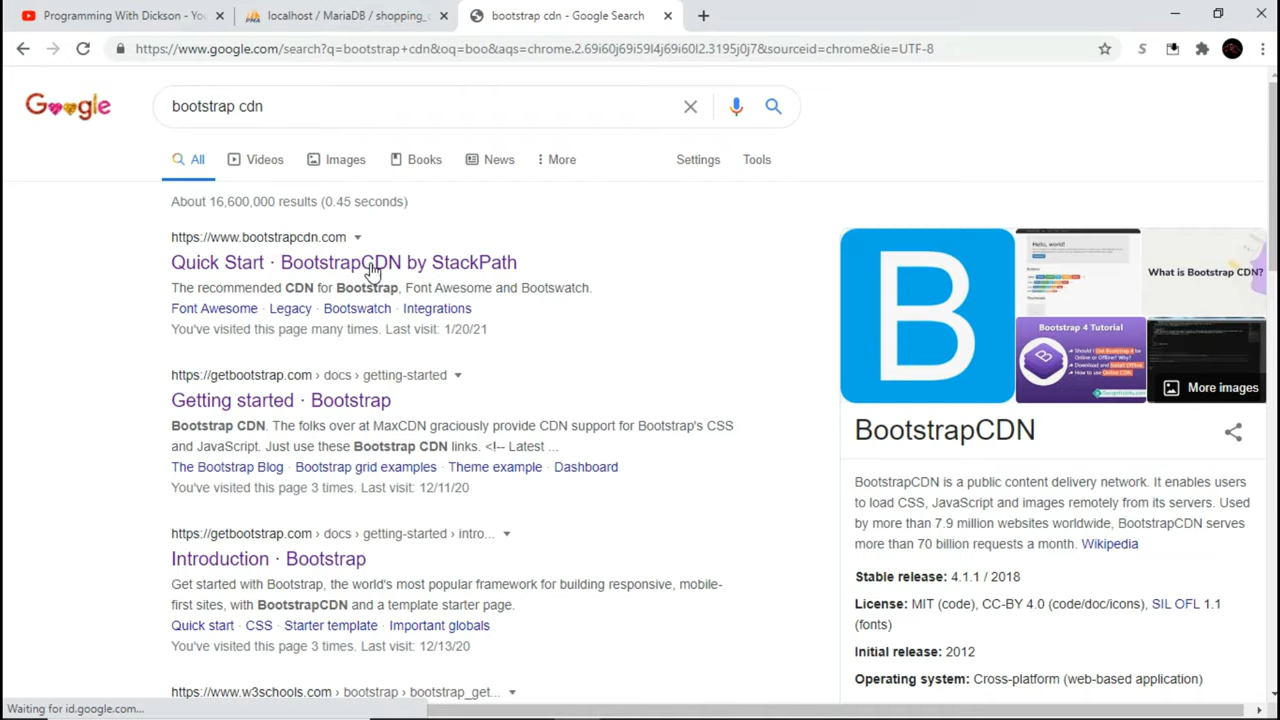 Programming With Dickson - You
localhost / MariaDB / shopping_c
bootstrap cdn - Google Search
https://www.google.com/search?q=bootstrap+cdn&oq=boo&aqs=chrome.2.69i60j69i59l4j69i60l2.3195j0j7&sourceid=chrome&ie=UTF-8
Google
bootstrap cdn
All
Videos
Images
Books
News
More
Settings
Tools
About 16,600,000 results (0.45 seconds)
https://www.bootstrapcdn.com
Quick Start · BootstrapCDN by StackPath
The recommended CDN for Bootstrap, Font Awesome and Bootswatch.
Font Awesome · Legacy · Bootswatch · Integrations
You've visited this page many times. Last visit: 1/20/21
https://getbootstrap.com › docs › getting-started
Getting started · Bootstrap
Bootstrap CDN. The folks over at MaxCDN graciously provide CDN support for Bootstrap's CSS
and JavaScript. Just use these Bootstrap CDN links. <!-- Latest ...
The Bootstrap Blog · Bootstrap grid examples · Theme example · Dashboard
You've visited this page 3 times. Last visit: 12/11/20
https://getbootstrap.com › docs › getting-started › intro...
Introduction · Bootstrap
Get started with Bootstrap, the world's most popular framework for building responsive, mobile-
first sites, with BootstrapCDN and a template starter page.
Quick start · CSS · Starter template · Important globals
You've visited this page 3 times. Last visit: 12/13/20
https://www.w3schools.com › bootstrap › bootstrap_get...
Waiting for id.google.com...
B
Hello, world!
What is Bootstrap CDN?
Bootstrap 4 Tutorial
More images
BootstrapCDN
BootstrapCDN is a public content delivery network. It enables users
to load CSS, JavaScript and images remotely from its servers. Used
by more than 7.9 million websites worldwide, BootstrapCDN serves
more than 70 billion requests a month. Wikipedia
Stable release: 4.1.1 / 2018
License: MIT (code), CC-BY 4.0 (code/doc/icons), SIL OFL 1.1
(fonts)
Initial release: 2012
Operating system: Cross-platform (web-based application)